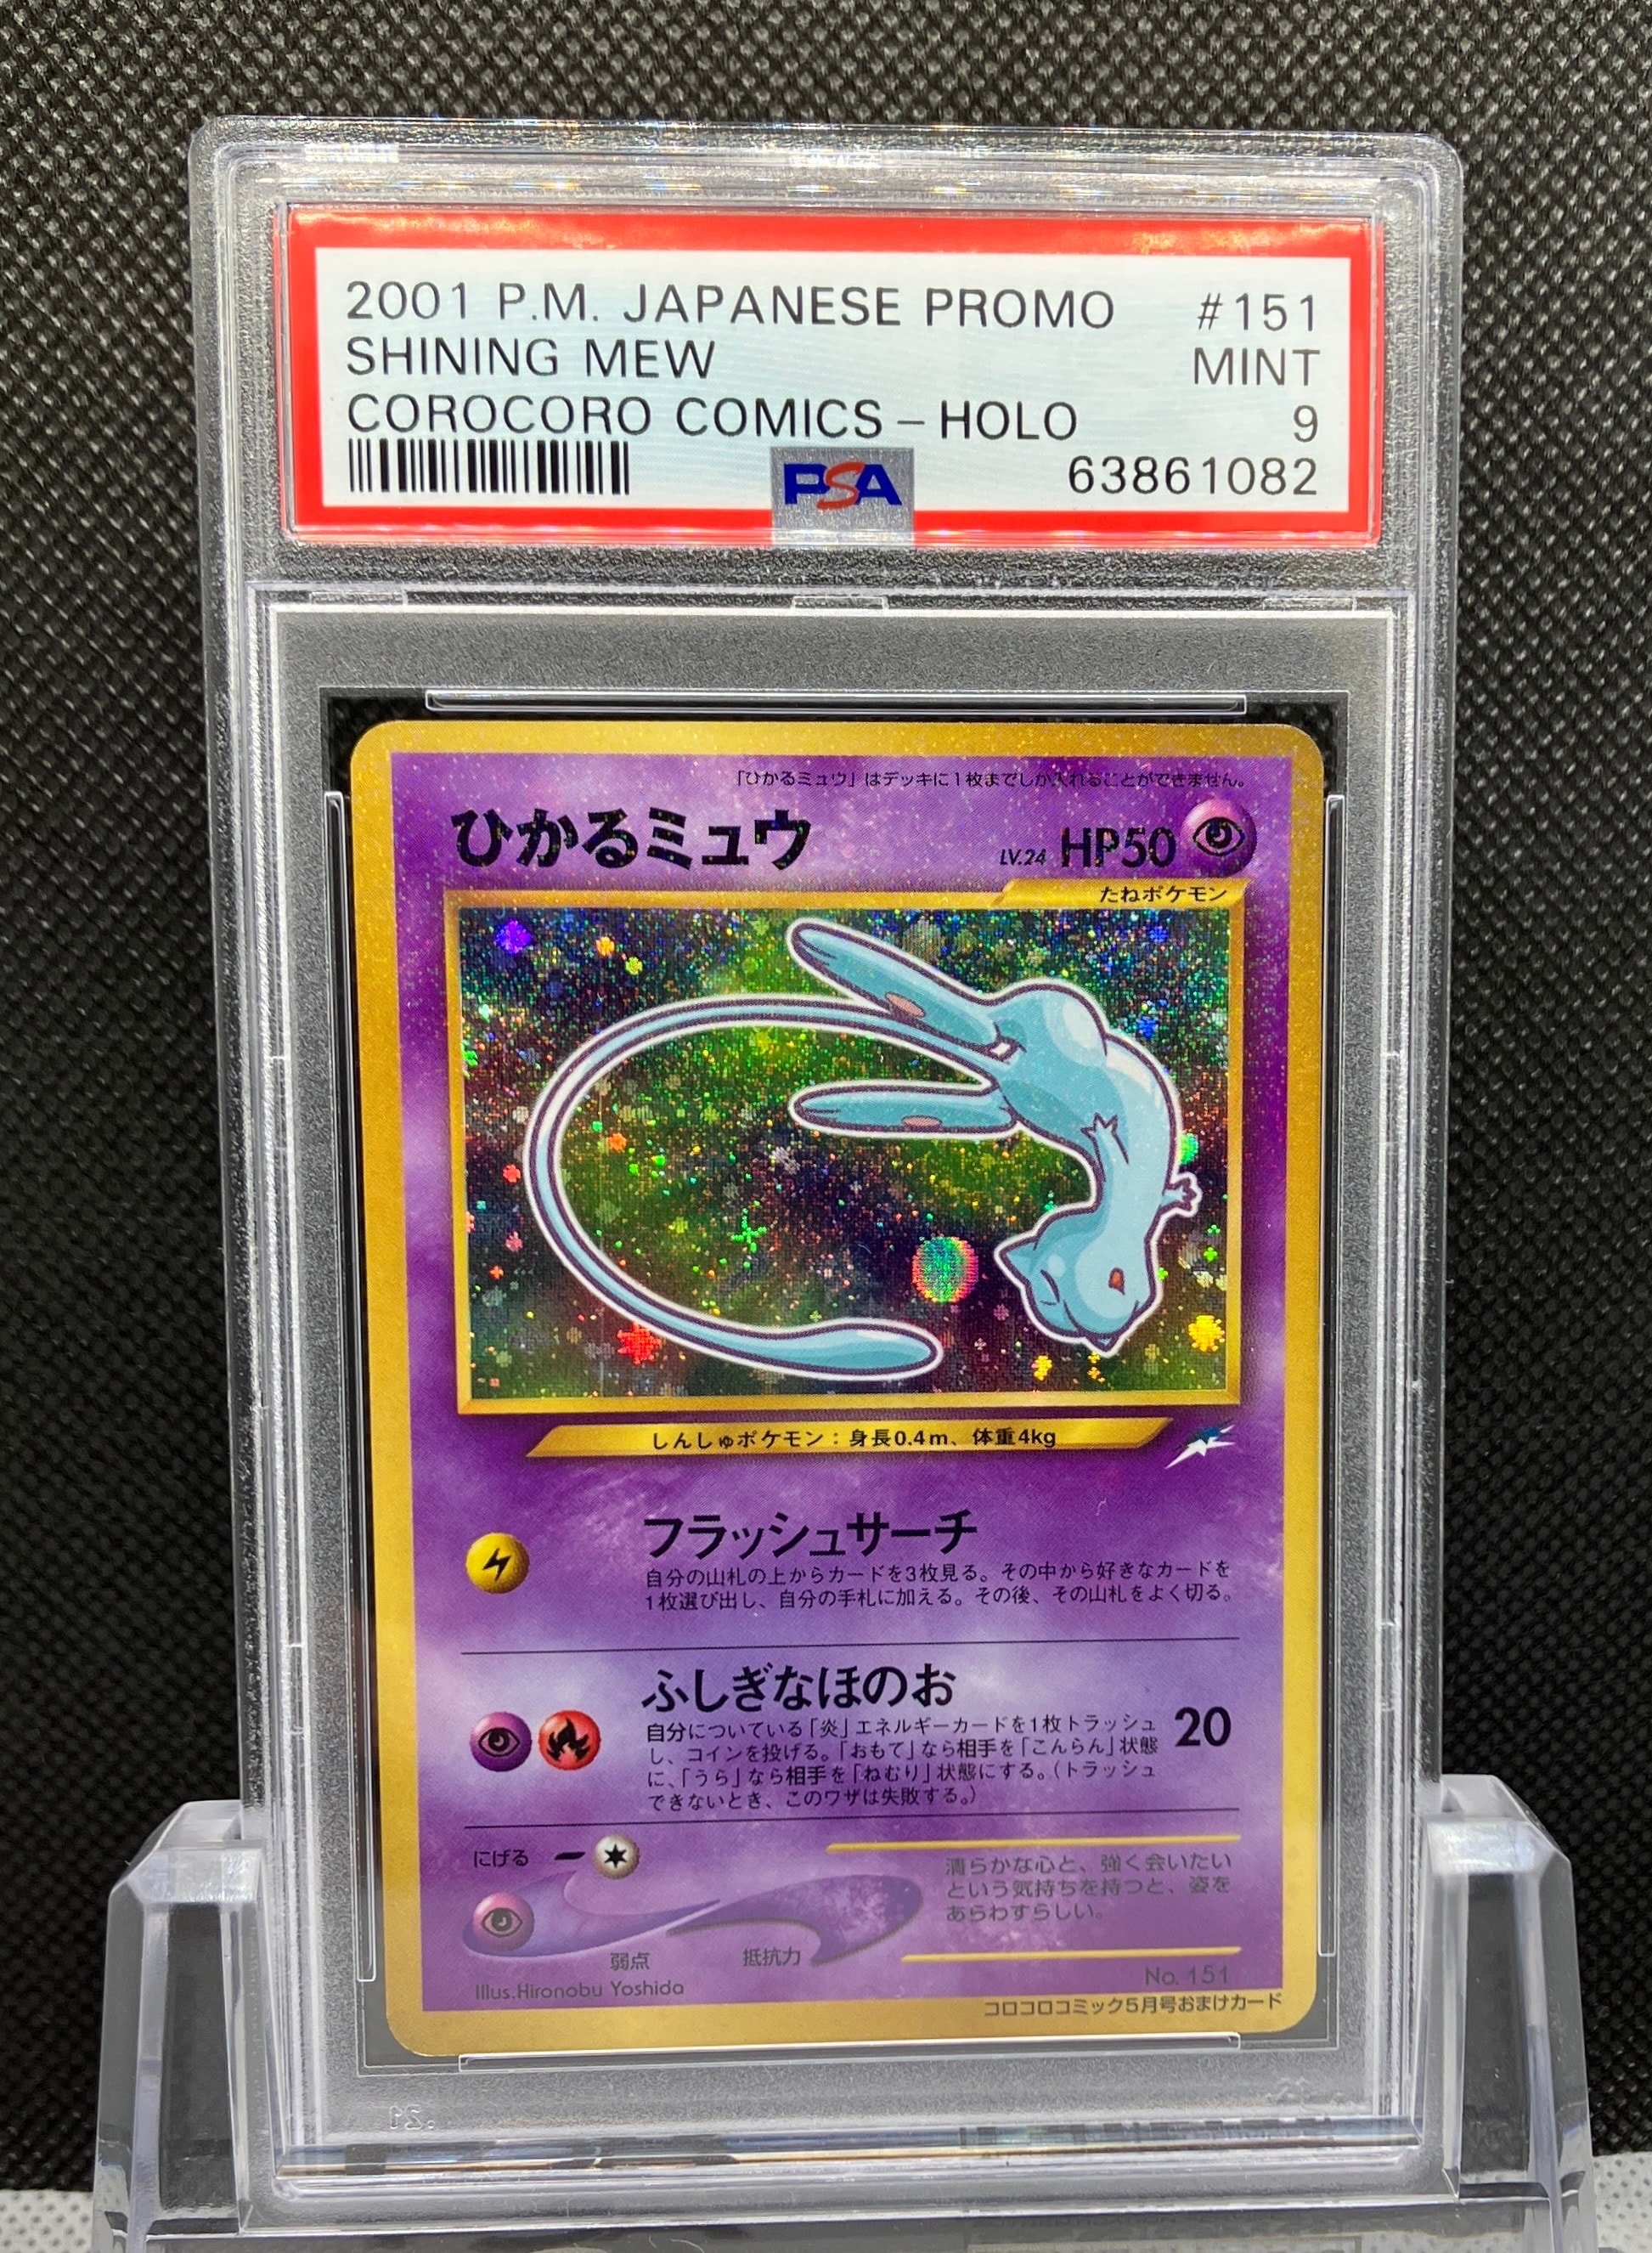 2001 P.M. JAPANESE PROMO #151
SHINING MEW MINT
COROCORO COMICS - HOLO 9
PSA 63861082
「ひかるミュウ」はデッキに1枚までしか入れることができません。
ひかるミュウ LV.24 HP50
たねポケモン
しんしゅポケモン:身長0.4m、体重4kg
フラッシュサーチ
自分の山札の上からカードを3枚見る。その中から好きなカードを
1枚選び出し、自分の手札に加える。その後、その山札をよく切る。
ふしぎなほのお 20
自分についている「炎」エネルギーカードを1枚トラッシュ
し、コインを投げる。「おもて」なら相手を「こんらん」状態
に、「うら」なら相手を「ねむり」状態にする。(トラッシュ
できないとき、このワザは失敗する。)
にげる
清らかな心と、強く会いたい
という気持ちを持つと、姿を
あらわすらしい。
弱点 抵抗力
No. 151
Illus.Hironobu Yoshida
コロコロコミック5月号おまけカード